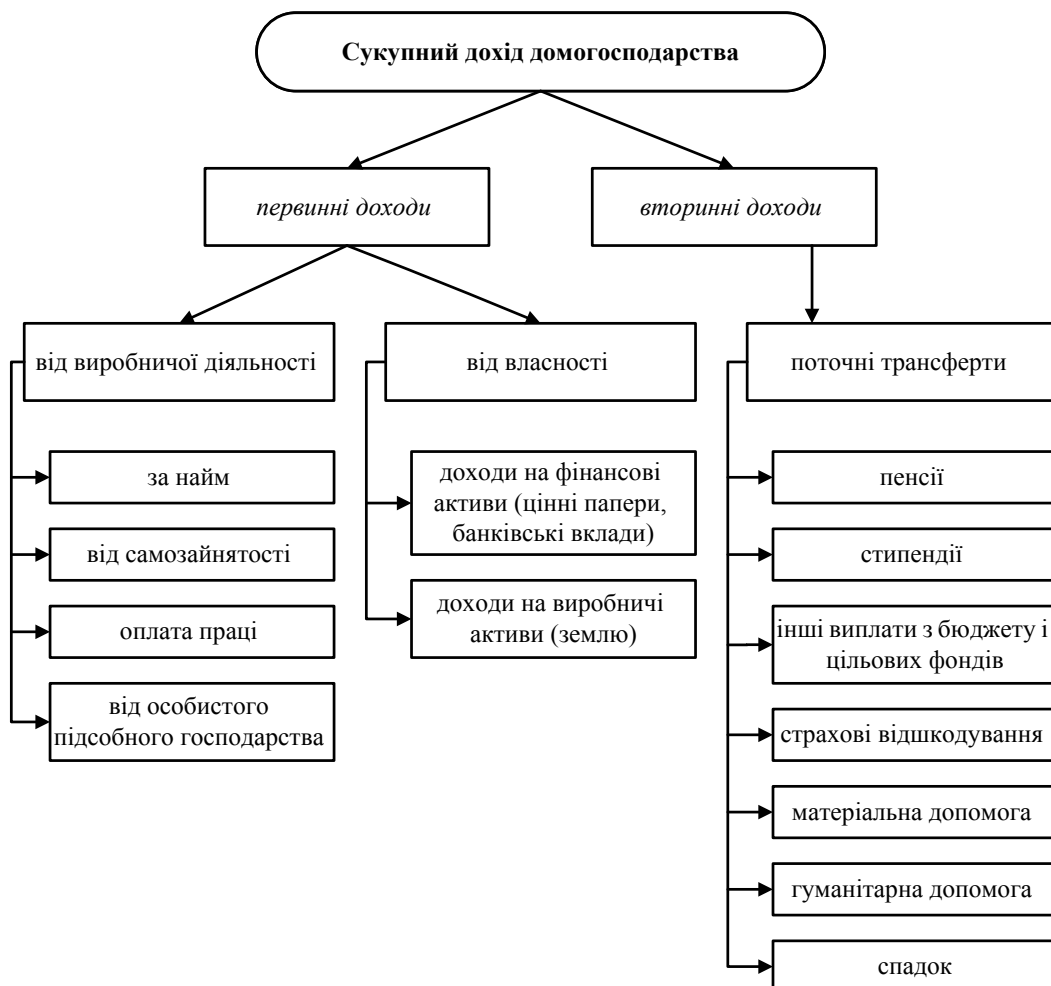 Сукупний дохід домогосподарства
первинні доходи
вторинні доходи
від виробничої діяльності
від власності
поточні трансферти
за найм
від самозайнятості
оплата праці
від особистого
підсобного господарства
доходи на фінансові
активи (цінні папери,
банківські вклади)
доходи на виробничі
активи (землю)
пенсії
стипендії
інші виплати з бюджету і
цільових фондів
страхові відшкодування
матеріальна допомога
гуманітарна допомога
спадок